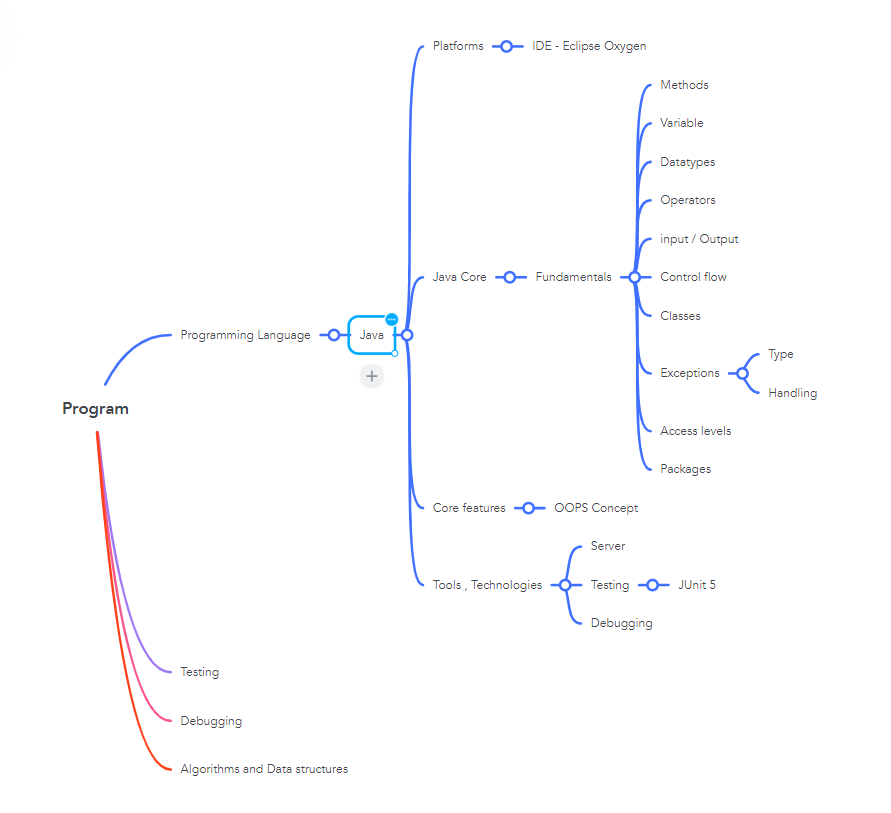 Platforms
IDE - Eclipse Oxygen
Methods
Variable
Datatypes
Operators
input / Output
Java Core
Fundamentals
Control flow
Classes
Programming Language
Java
Type
Exceptions
Handling
Program
Access levels
Packages
Core features
OOPS Concept
Server
Tools , Technologies
Testing
JUnit 5
Debugging
Testing
Debugging
Algorithms and Data structures